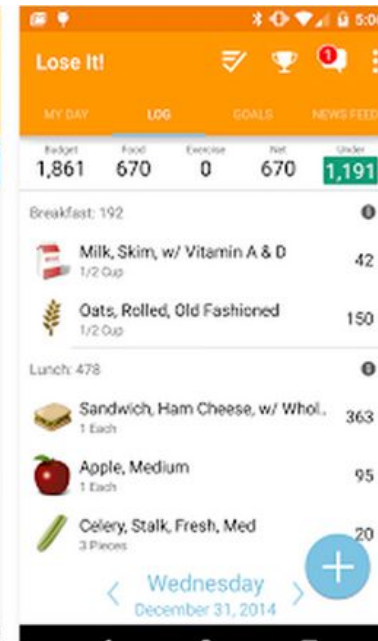 5:00
Lose It!
1
MY DAY LOG GOALS NEWS FEED
Budget Food Exercise Net Under
1,861 670 0 670 1,191
Breakfast: 192
Milk, Skim, w/ Vitamin A & D
1/2 Cup
42
Oats, Rolled, Old Fashioned
1/2 Cup
150
Lunch: 478
Sandwich, Ham Cheese, w/ Whol..
1 Each
363
Apple, Medium
1 Each
95
Celery, Stalk, Fresh, Med
3 Pieces
20
+
Wednesday
December 31, 2014